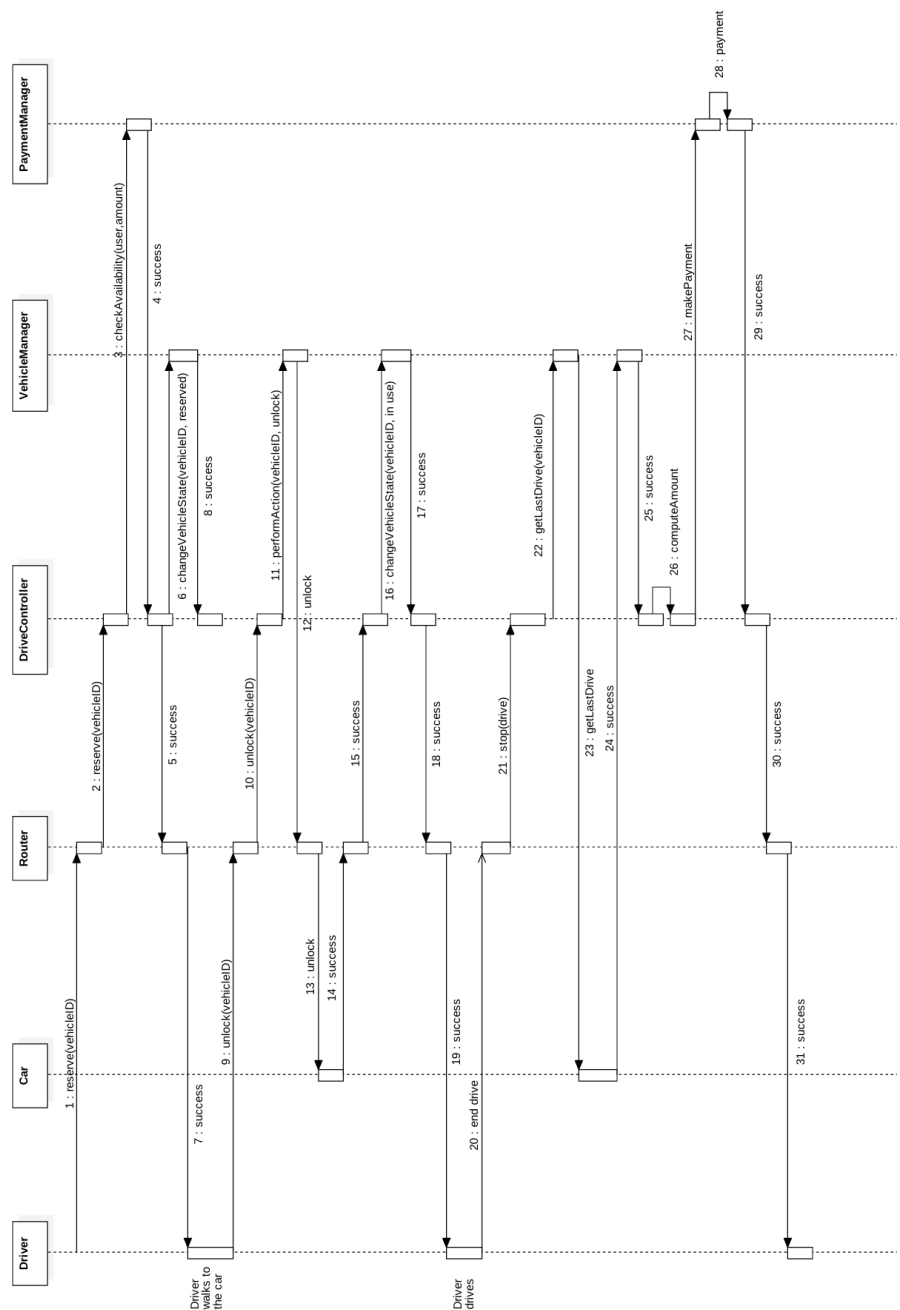 Driver
Car
Router
DriveController
VehicleManager
PaymentManager
1 : reserve(vehicleID)
2 : reserve(vehicleID)
3 : checkAvailability(user,amount)
4 : success
5 : success
6 : changeVehicleState(vehicleID, reserved)
7 : success
8 : success
Driver
walks to
the car
9 : unlock(vehicleID)
10 : unlock(vehicleID)
11 : performAction(vehicleID, unlock)
12 : unlock
13 : unlock
14 : success
15 : success
16 : changeVehicleState(vehicleID, in use)
17 : success
18 : success
19 : success
Driver
drives
20 : end drive
21 : stop(drive)
22 : getLastDrive(vehicleID)
23 : getLastDrive
24 : success
25 : success
26 : computeAmount
27 : makePayment
28 : payment
29 : success
30 : success
31 : success